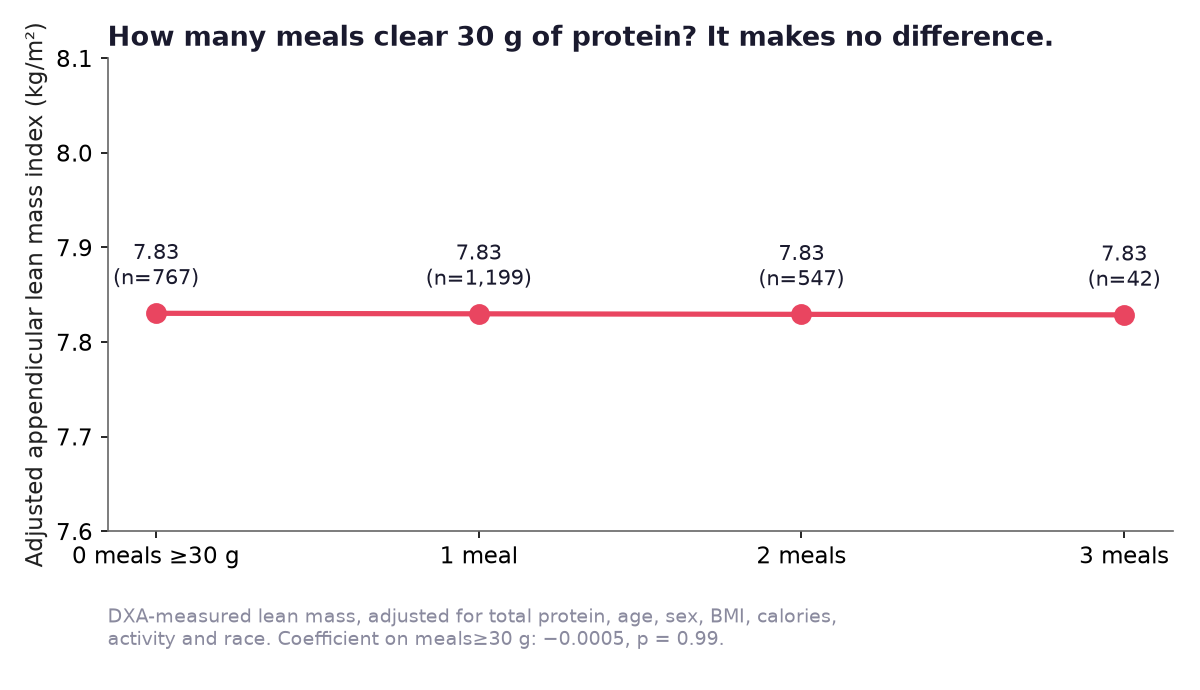 How many meals clear 30 g of protein? It makes no difference.
Adjusted appendicular lean mass index (kg/m²)
8.1
8.0
7.9
7.8
7.7
7.6
7.83
(n=767)
7.83
(n=1,199)
7.83
(n=547)
7.83
(n=42)
0 meals ≥30 g
1 meal
2 meals
3 meals
DXA-measured lean mass, adjusted for total protein, age, sex, BMI, calories,
activity and race. Coefficient on meals≥30 g: −0.0005, p = 0.99.